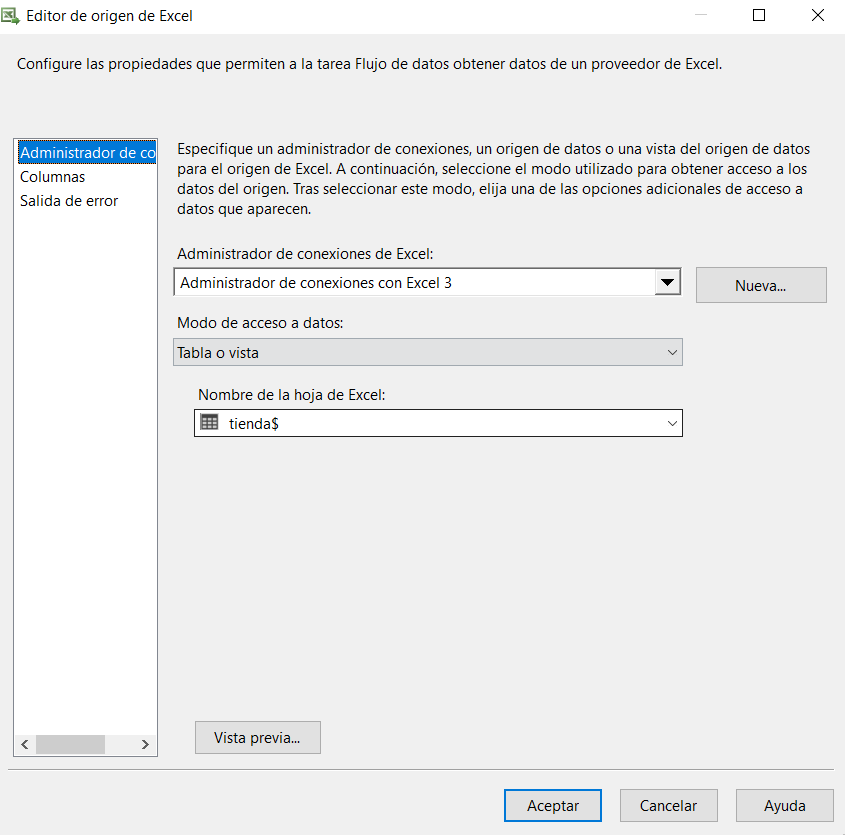 Editor de origen de Excel
Configure las propiedades que permiten a la tarea Flujo de datos obtener datos de un proveedor de Excel.
Administrador de co
Columnas
Salida de error
Especifique un administrador de conexiones, un origen de datos o una vista del origen de datos
para el origen de Excel. A continuación, seleccione el modo utilizado para obtener acceso a los
datos del origen. Tras seleccionar este modo, elija una de las opciones adicionales de acceso a
datos que aparecen.
Administrador de conexiones de Excel:
Administrador de conexiones con Excel 3
Nueva...
Modo de acceso a datos:
Tabla o vista
Nombre de la hoja de Excel:
tienda$
Vista previa...
Aceptar
Cancelar
Ayuda